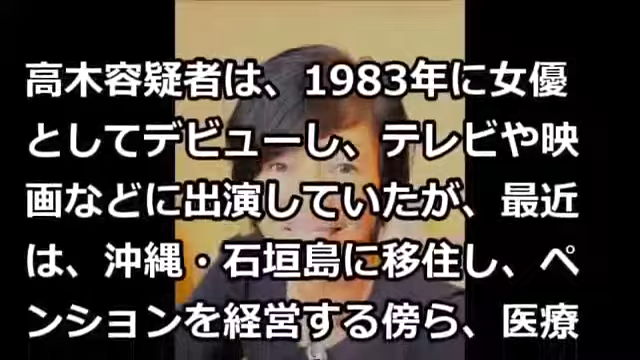 高木容疑者は、1983年に女優
としてデビューし、テレビや映
画などに出演していたが、最近
は、沖縄・石垣島に移住し、ペ
ンションを経営する傍ら、医療